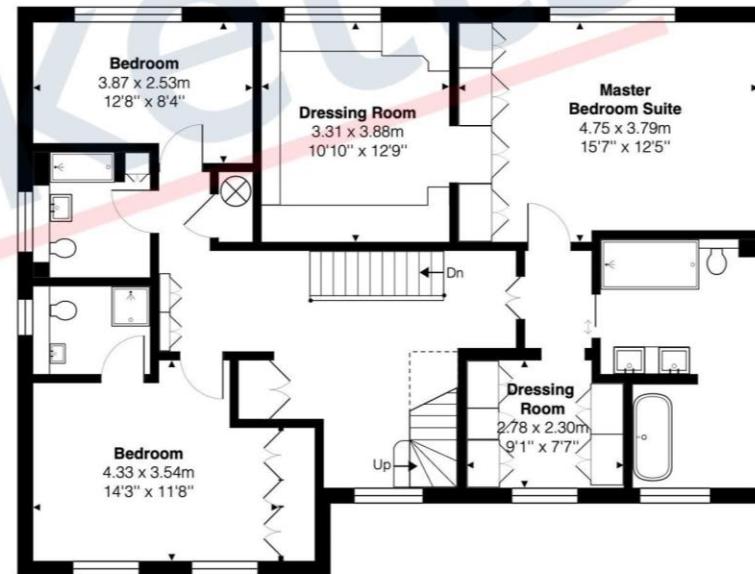 Bedroom
3.87 x 2.53m
12'8" x 8'4"
Dressing Room
3.31 x 3.88m
10'10" x 12'9"
Master
Bedroom Suite
4.75 x 3.79m
15'7" x 12'5"
Dn
Dressing
Room
2.78 x 2.30m
9'1" x 7'7"
Up
Bedroom
4.33 x 3.54m
14'3" x 11'8"